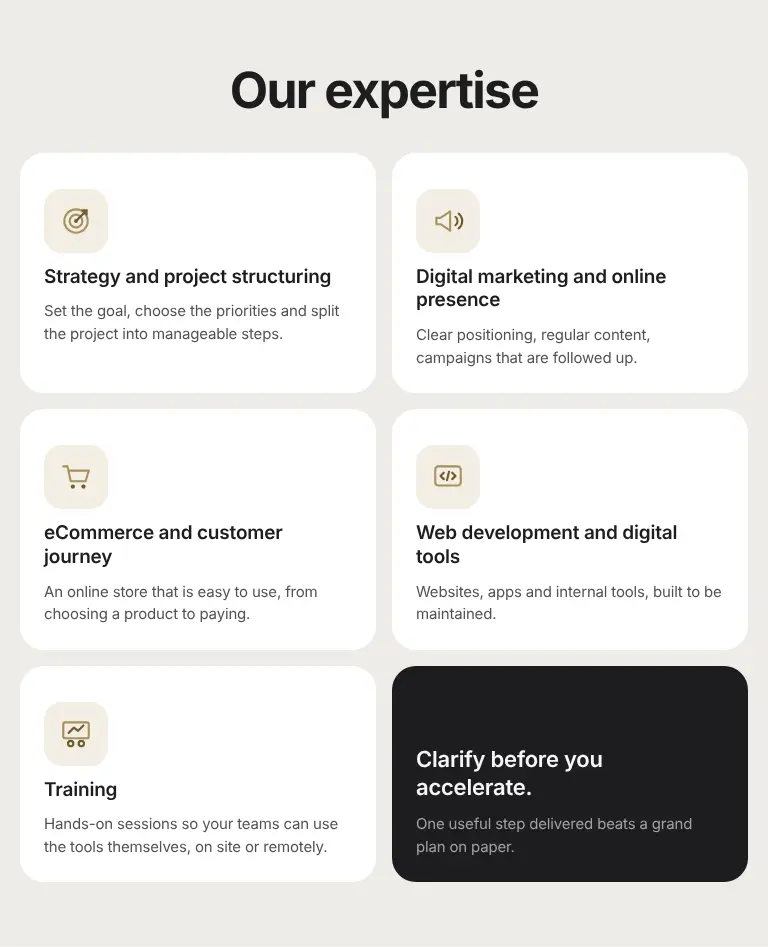 Our expertise
Strategy and project structuring
Set the goal, choose the priorities and split
the project into manageable steps.
Digital marketing and online
presence
Clear positioning, regular content,
campaigns that are followed up.
eCommerce and customer
journey
An online store that is easy to use, from
choosing a product to paying.
Web development and digital
tools
Websites, apps and internal tools, built to be
maintained.
Training
Hands-on sessions so your teams can use
the tools themselves, on site or remotely.
Clarify before you
accelerate.
One useful step delivered beats a grand
plan on paper.